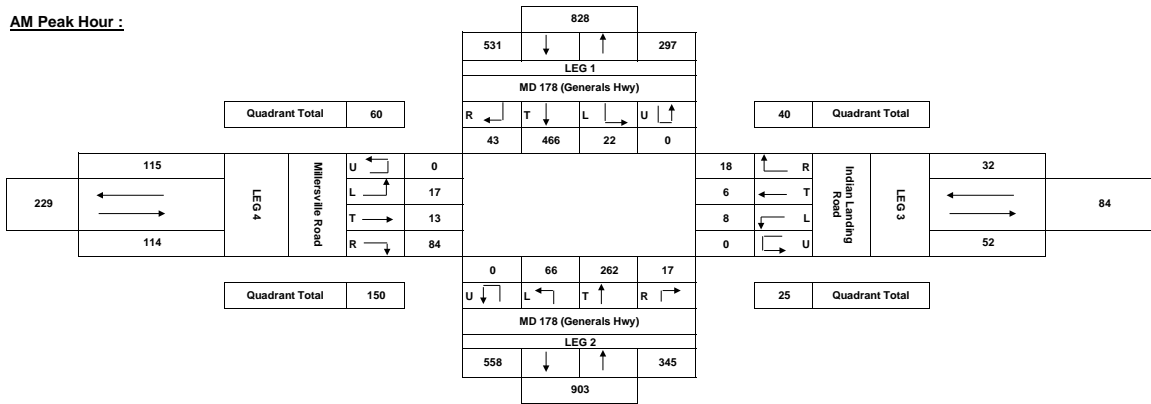 AM Peak Hour :
828
531 297
LEG 1
MD 178 (Generals Hwy)
Quadrant Total 60
R T L U
43 466 22 0
40 Quadrant Total
115
229
114
LEG 4
Millersville Road
U 0
L 17
T 13
R 84
18 R
6 T
8 L
0 U
Indian Landing
Road
LEG 3
32
84
52
0 66 262 17
U L T R
Quadrant Total 150
25 Quadrant Total
MD 178 (Generals Hwy)
LEG 2
558 345
903